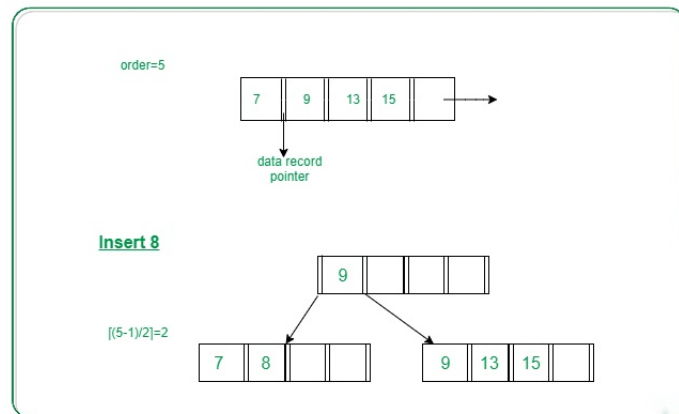 order=5
7 9 13 15
data record
pointer
Insert 8
9
⌈(5-1)/2]=2
7 8
9 13 15